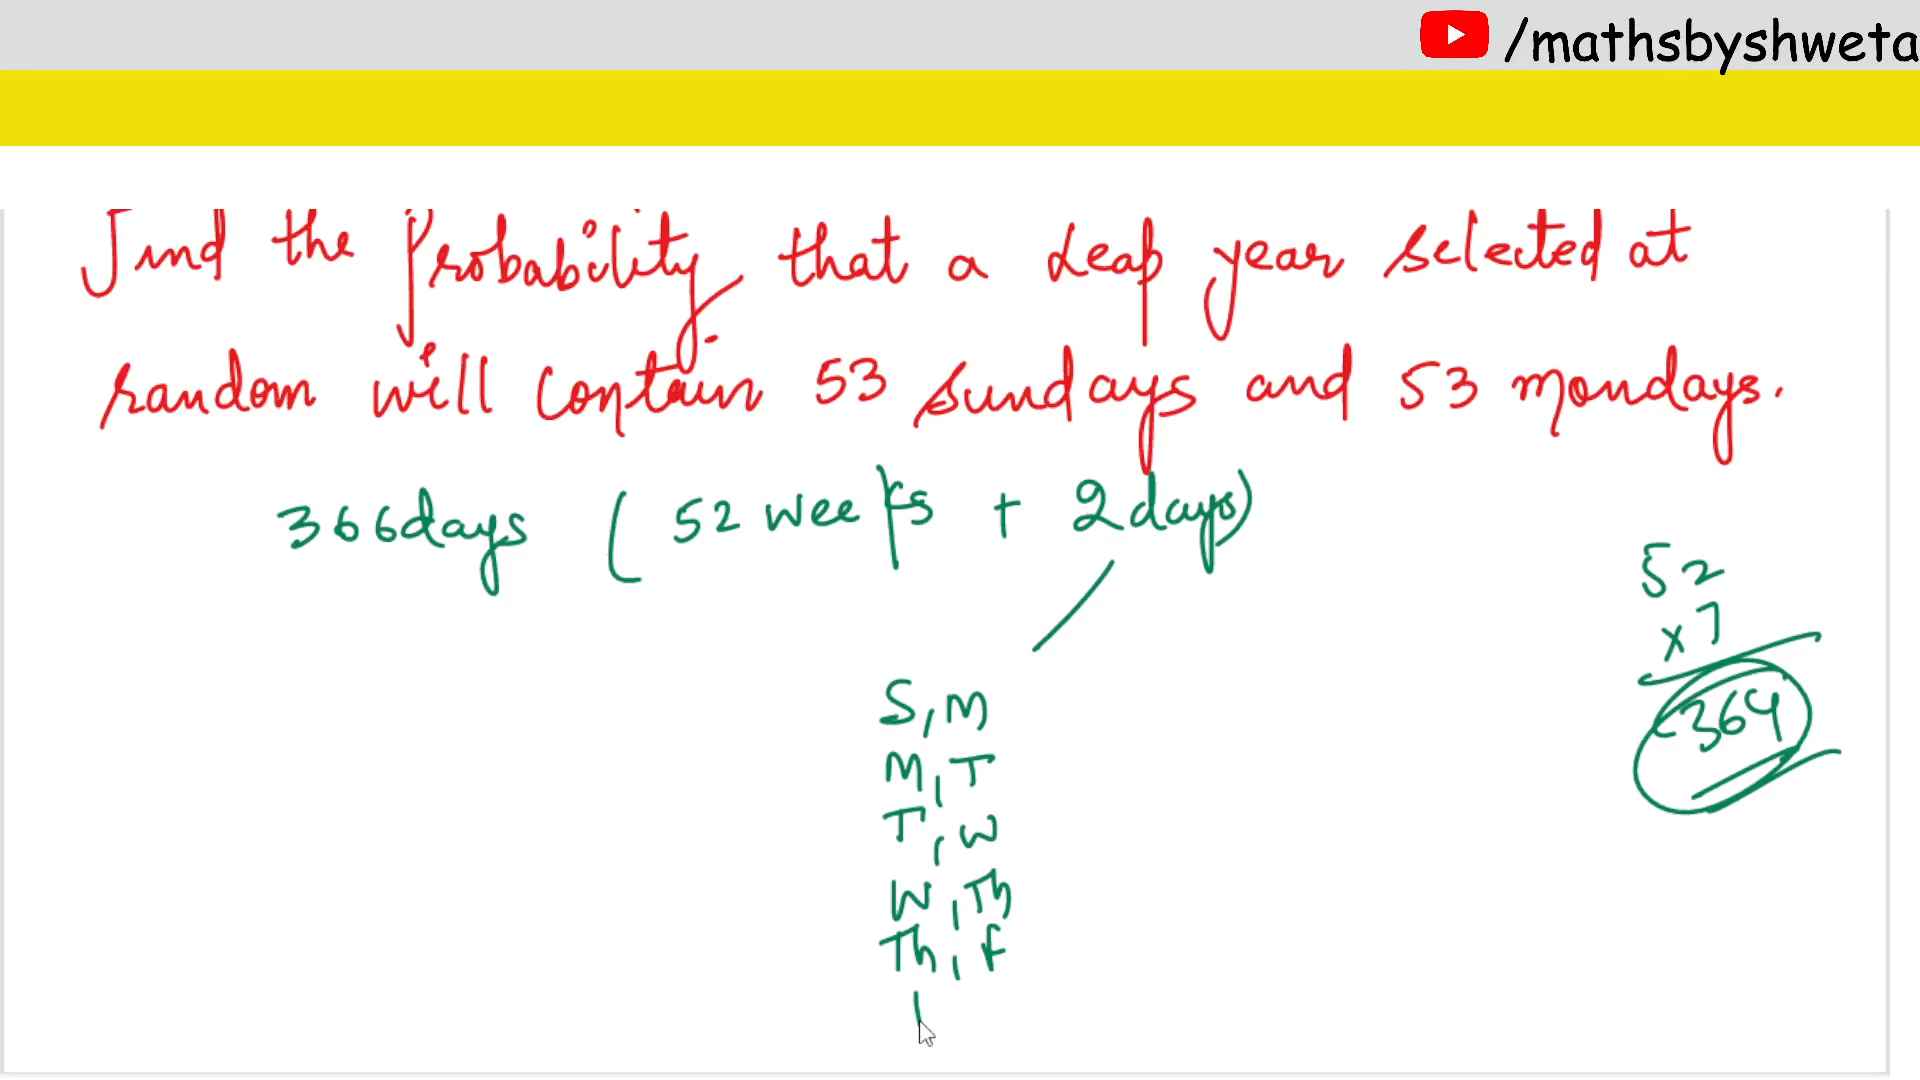 /mathsbyshweta
Find the Probability, that a Leap year selected at
random will contain 53 sundays and 53 mondays.
366days ( 52 weeks + 2days)
52
x7
364
S, M
M, T
T, W
W, Th
Th, F